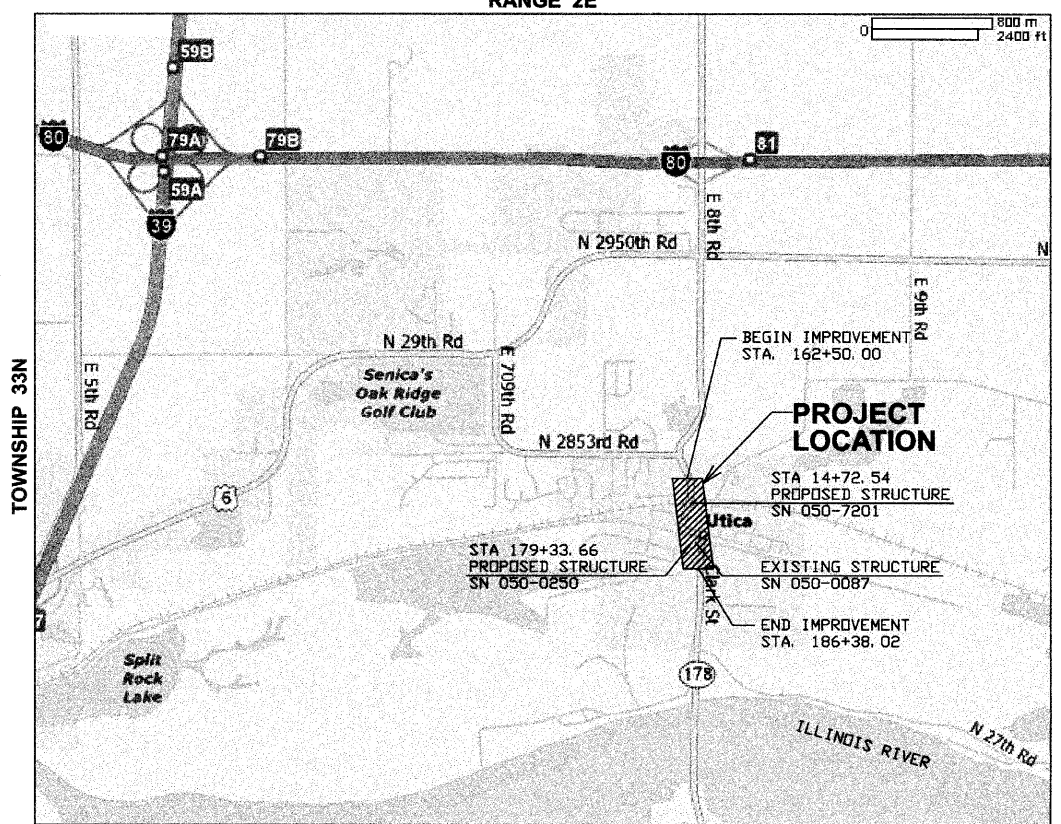 RANGE 2E
800 m
0
2400 ft
59B
80
79A
79B
80
81
59A
39
E 8th Rd
N 2950th Rd
N
E 9th Rd
BEGIN IMPROVEMENT
STA. 162+50.00
N 29th Rd
E 5th Rd
Senica's
Oak Ridge
Golf Club
E 709th Rd
PROJECT
LOCATION
N 2853rd Rd
TOWNSHIP 33N
STA 14+72.54
PROPOSED STRUCTURE
SN 050-7201
6
Utica
STA 179+33.66
PROPOSED STRUCTURE
SN 050-0250
EXISTING STRUCTURE
SN 050-0087
Clark St
END IMPROVEMENT
STA. 186+38.02
7
Split
Rock
Lake
178
ILLINOIS RIVER
N 27th Rd